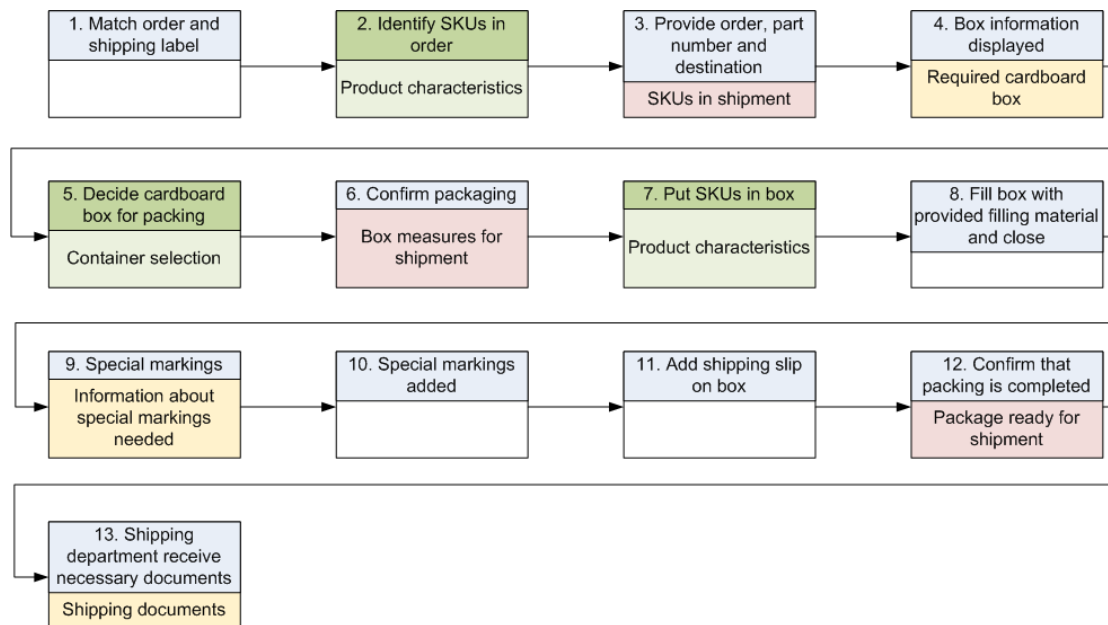 1. Match order and
shipping label
2. Identify SKUs in
order
Product characteristics
3. Provide order, part
number and
destination
SKUs in shipment
4. Box information
displayed
Required cardboard
box
5. Decide cardboard
box for packing
Container selection
6. Confirm packaging
Box measures for
shipment
7. Put SKUs in box
Product characteristics
8. Fill box with
provided filling material
and close
9. Special markings
Information about
special markings
needed
10. Special markings
added
11. Add shipping slip
on box
12. Confirm that
packing is completed
Package ready for
shipment
13. Shipping
department receive
necessary documents
Shipping documents